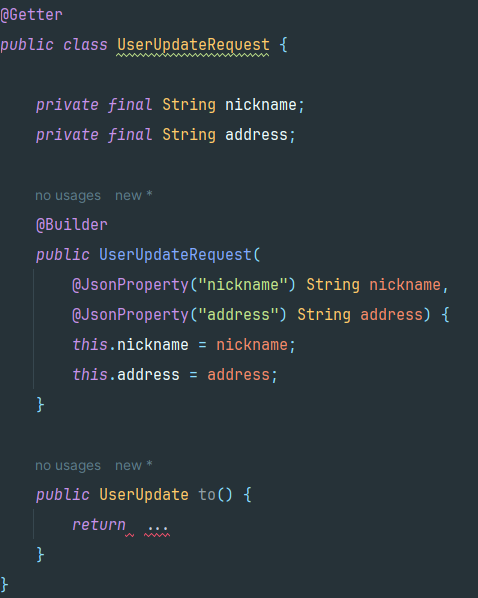 @Getter
public class UserUpdateRequest {
private final String nickname;
private final String address;
no usages new *
@Builder
public UserUpdateRequest(
@JsonProperty("nickname") String nickname,
@JsonProperty("address") String address) {
this.nickname = nickname;
this.address = address;
}
no usages new *
public UserUpdate to() {
return ...
}
}